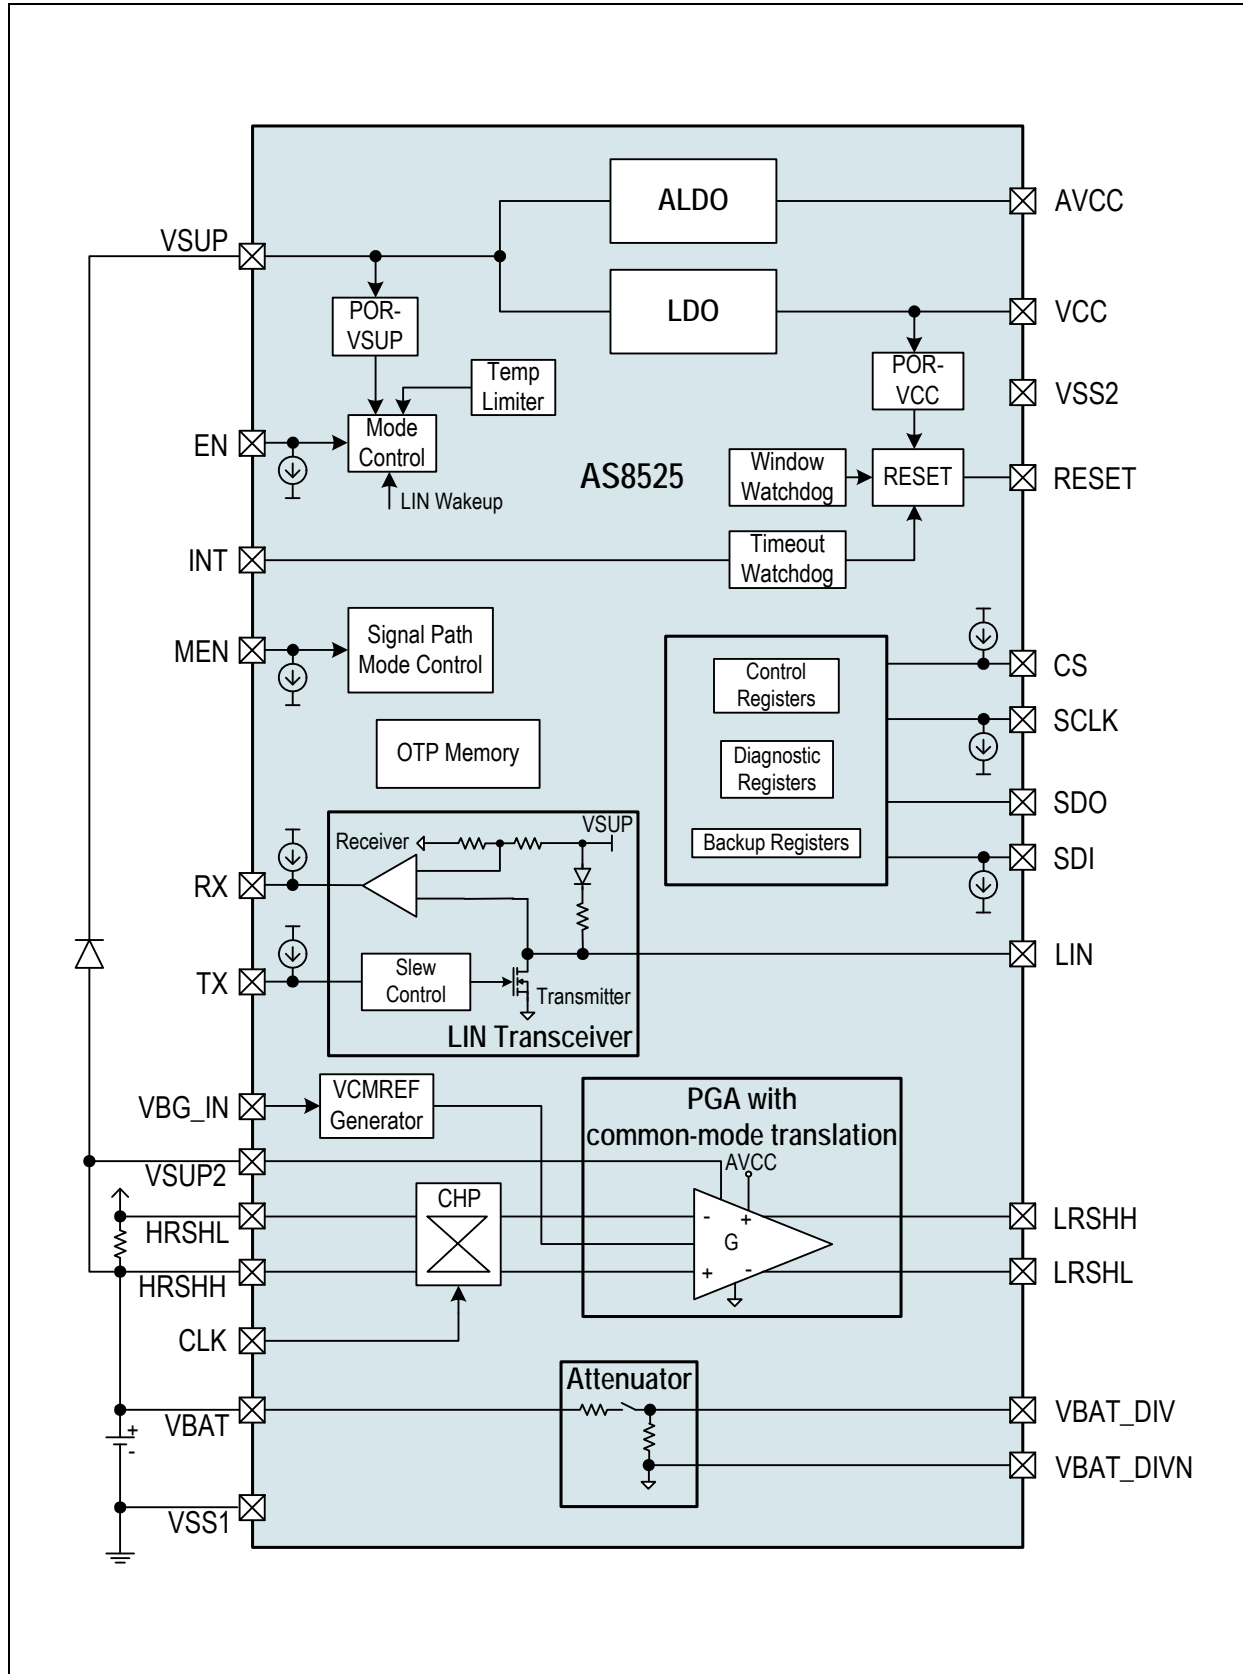 ALDO
AVCC
VSUP
LDO
VCC
POR-
VSUP
POR-
VCC
Temp
Limiter
VSS2
EN
Mode
Control
LIN Wakeup
AS8525
Window
Watchdog
RESET
RESET
INT
Timeout
Watchdog
MEN
Signal Path
Mode Control
Control
Registers
CS
SCLK
OTP Memory
Diagnostic
Registers
SDO
Backup Registers
SDI
Receiver
VSUP
RX
LIN
TX
Slew
Control
Transmitter
LIN Transceiver
VBG_IN
VCMREF
Generator
PGA with
common-mode translation
VSUP2
AVCC
CHP
HRSHL
- +
G
+ -
LRSHH
HRSHH
LRSHL
CLK
Attenuator
VBAT
VBAT_DIV
+
-
VBAT_DIVN
VSS1